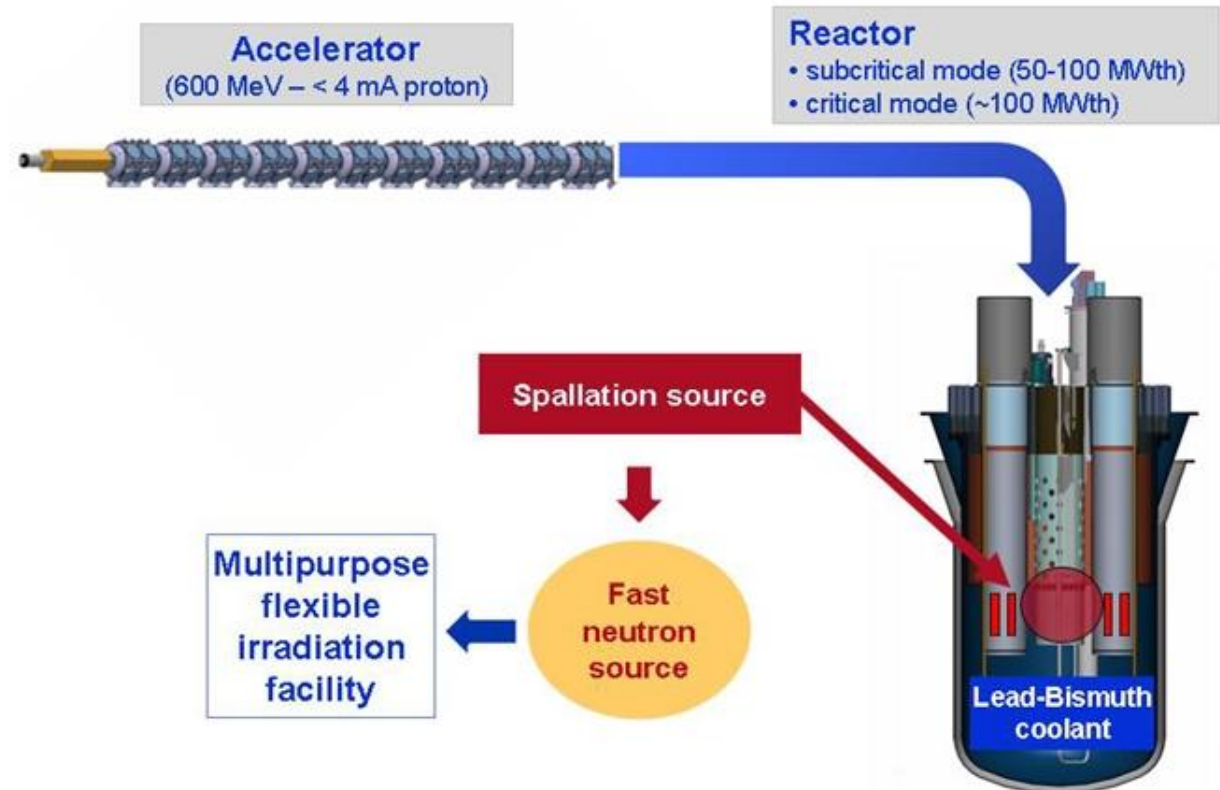 Accelerator
(600 MeV – < 4 mA proton)
Reactor
• subcritical mode (50-100 MWth)
• critical mode (~100 MWth)
Spallation source
Multipurpose
flexible
irradiation
facility
Fast
neutron
source
Lead-Bismuth
coolant